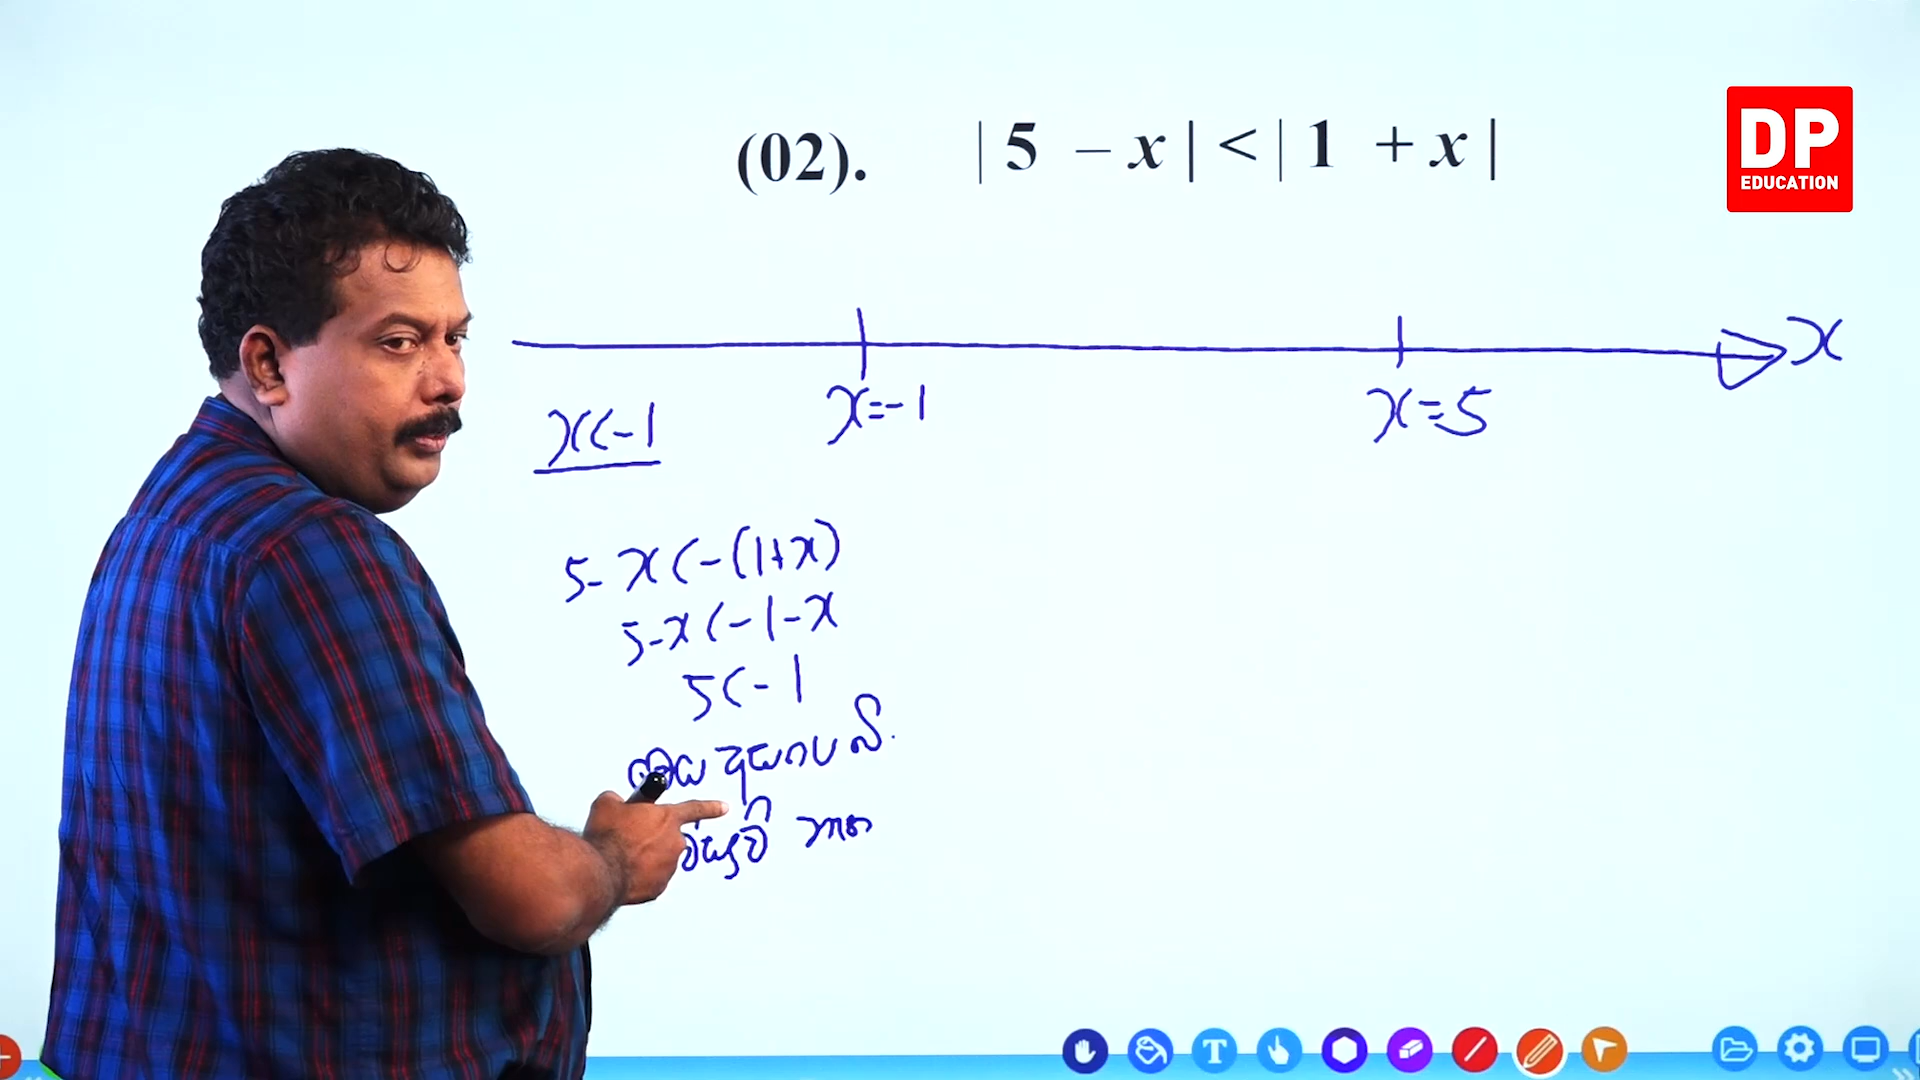 (02). | 5 – x | < | 1 + x |
DP
EDUCATION
x
x=-1
x=5
x<-1
5-x<-(1+x)
5-x<-1-x
5<-1